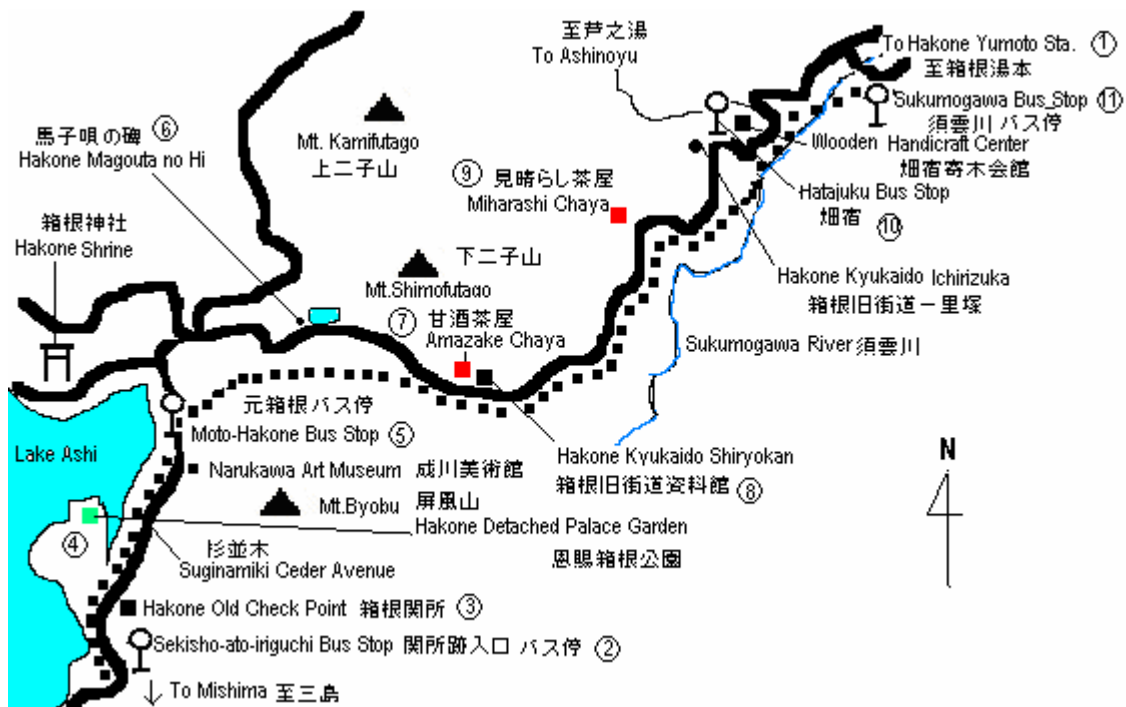 至芦之湯
To Ashinoyu
To Hakone Yumoto Sta. ①
至箱根湯本
Sukumogawa Bus Stop ⑪
須雲川 バス停
Wooden Handicraft Center
畑宿寄木会館
Hatajuku Bus Stop
畑宿 ⑩
馬子唄の碑 ⑥
Hakone Magouta no Hi
Mt. Kamifutago
上二子山
⑨ 見晴らし茶屋
Miharashi Chaya
箱根神社
Hakone Shrine
下二子山
Mt.Shimofutago
Hakone Kyukaido Ichirizuka
箱根旧街道一里塚
⑦ 甘酒茶屋
Amazake Chaya
Sukumogawa River 須雲川
元箱根バス停
Moto-Hakone Bus Stop ⑤
Lake Ashi
Narukawa Art Museum 成川美術館
Hakone Kyukaido Shiryokan
箱根旧街道資料館 ⑧
N
屏風山
Mt.Byobu
Hakone Detached Palace Garden
恩賜箱根公園
④
杉並木
Suginamiki Ceder Avenue
Hakone Old Check Point 箱根関所 ③
Sekisho-ato-iriguchi Bus Stop 関所跡入口 バス停 ②
To Mishima 至三島